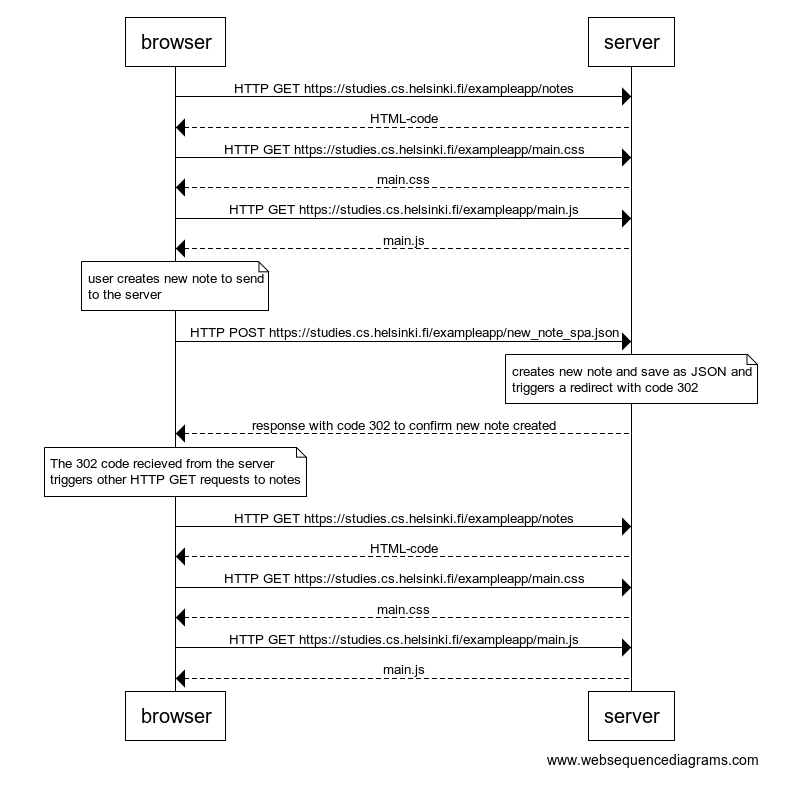 browser server
HTTP GET https://studies.cs.helsinki.fi/exampleapp/notes
HTML-code
HTTP GET https://studies.cs.helsinki.fi/exampleapp/main.css
main.css
HTTP GET https://studies.cs.helsinki.fi/exampleapp/main.js
main.js
user creates new note to send
to the server
HTTP POST https://studies.cs.helsinki.fi/exampleapp/new_note_spa.json
creates new note and save as JSON and
triggers a redirect with code 302
response with code 302 to confirm new note created
The 302 code recieved from the server
triggers other HTTP GET requests to notes
HTTP GET https://studies.cs.helsinki.fi/exampleapp/notes
HTML-code
HTTP GET https://studies.cs.helsinki.fi/exampleapp/main.css
main.css
HTTP GET https://studies.cs.helsinki.fi/exampleapp/main.js
main.js
browser server
www.websequencediagrams.com